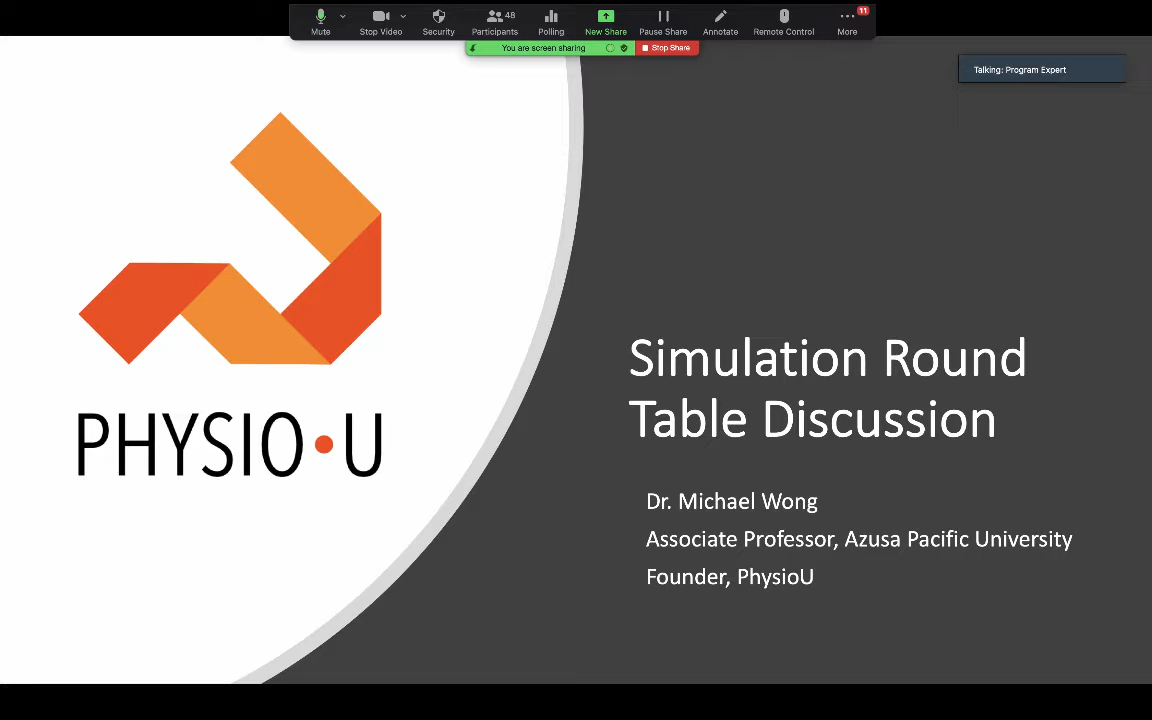 48
11
Mute
Stop Video
Security
Participants
Polling
New Share
Pause Share
Annotate
Remote Control
More
You are screen sharing
Stop Share
Talking: Program Expert
PHYSIO•U
Simulation Round
Table Discussion
Dr. Michael Wong
Associate Professor, Azusa Pacific University
Founder, PhysioU